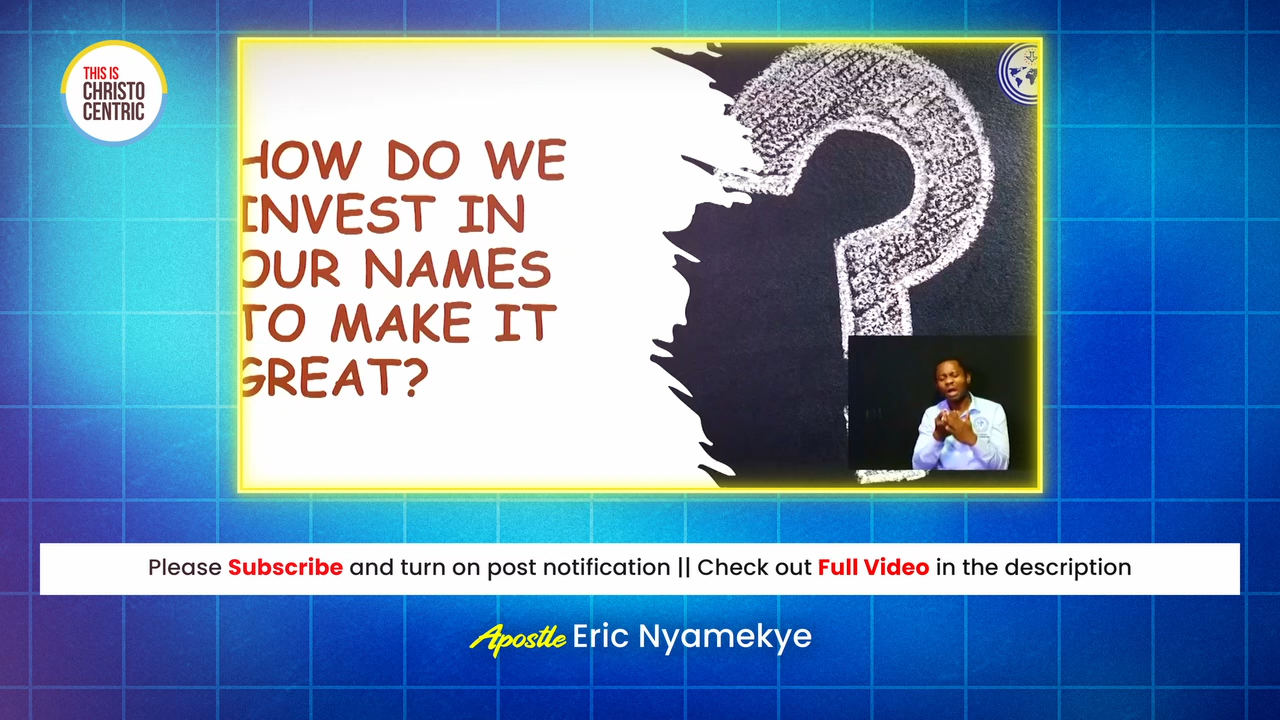 THIS IS
CHRISTO
CENTRIC
HOW DO WE
INVEST IN
OUR NAMES
TO MAKE IT
GREAT?
Please Subscribe and turn on post notification || Check out Full Video in the description
Apostle Eric Nyamekye